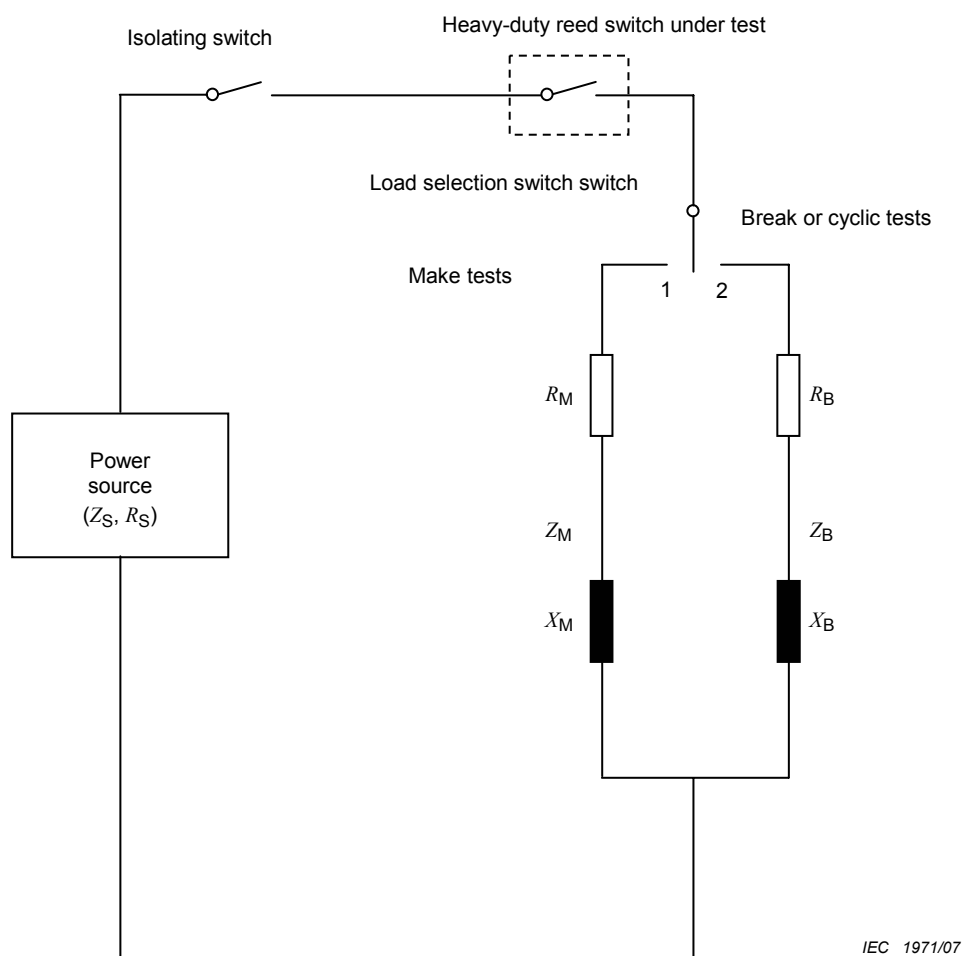 Isolating switch
Heavy-duty reed switch under test
Load selection switch switch
Break or cyclic tests
Make tests
1 2
RM
RB
Power
source
(ZS, RS)
ZM
ZB
XM
XB
IEC 1971/07